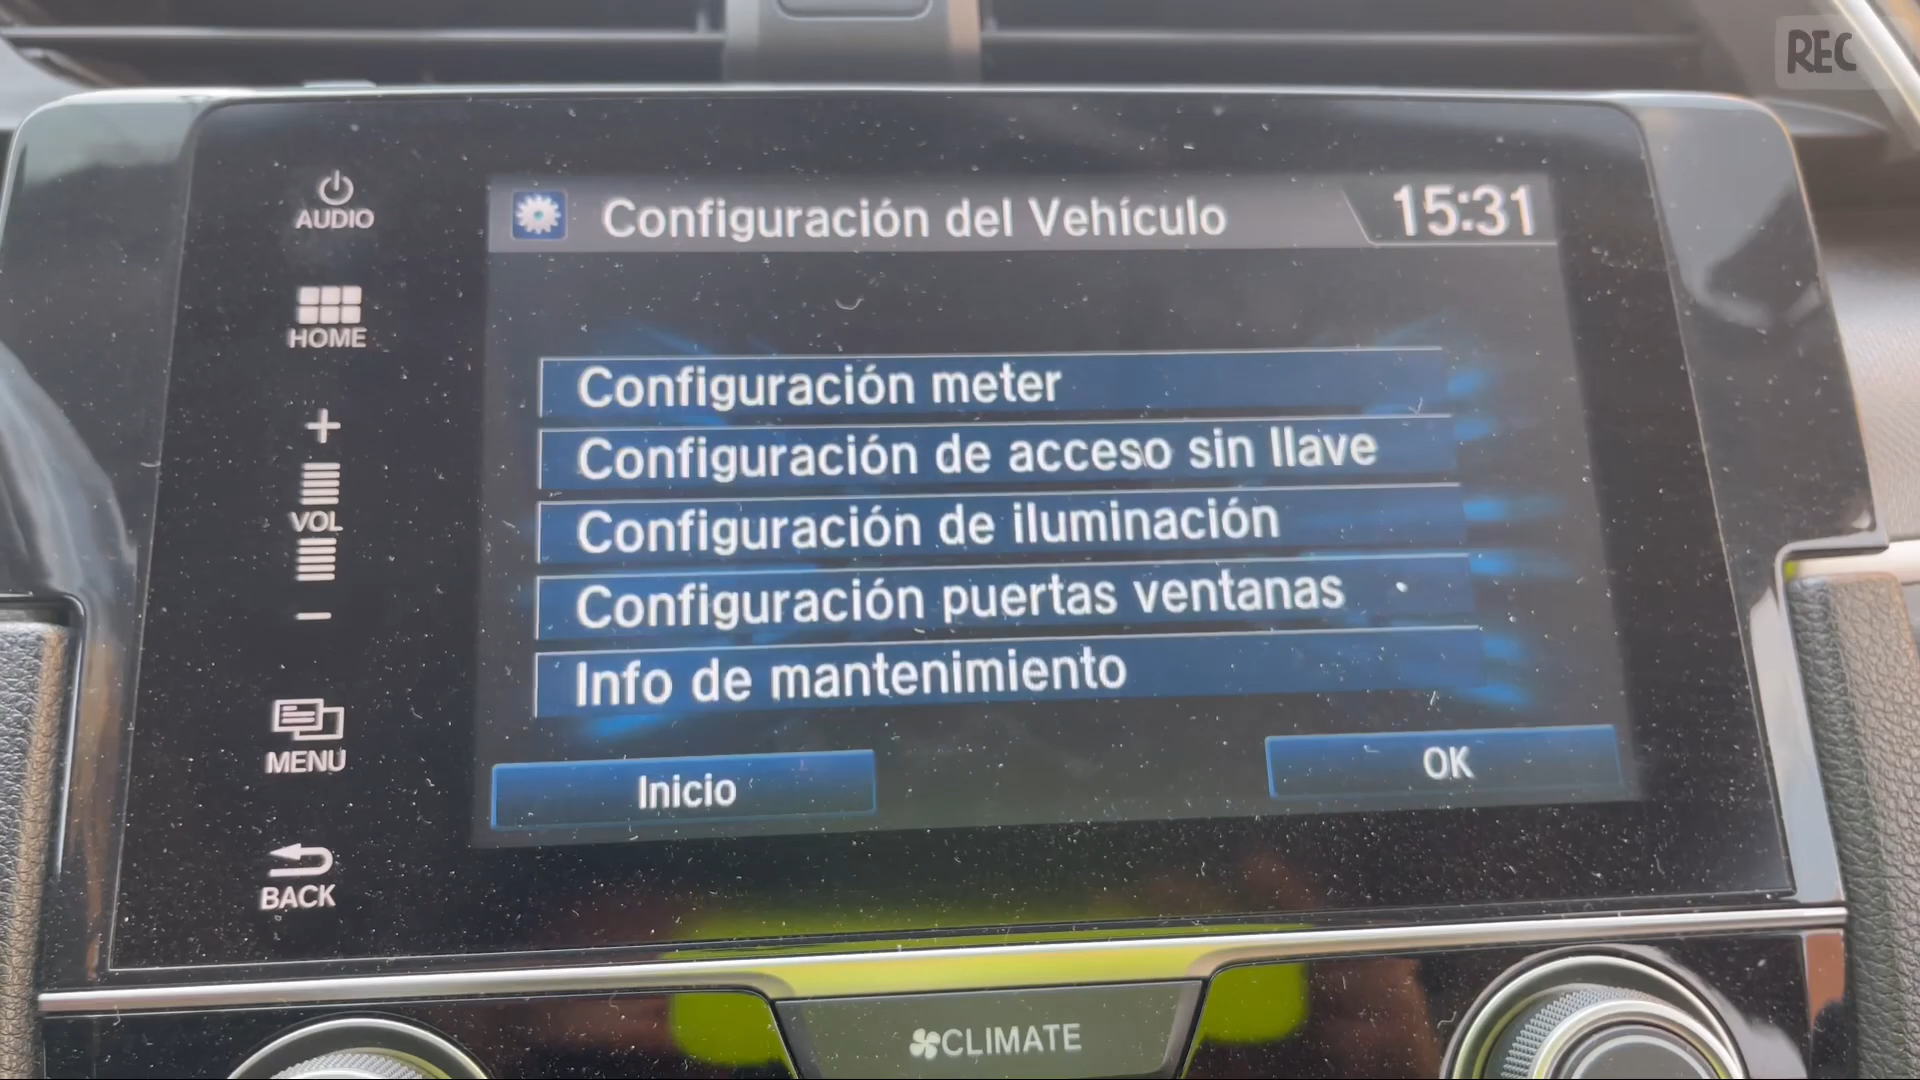 REC
AUDIO
HOME
+
VOL
−
MENU
BACK
Configuración del Vehículo
15:31
Configuración meter
Configuración de acceso sin llave
Configuración de iluminación
Configuración puertas ventanas
Info de mantenimiento
Inicio
OK
CLIMATE